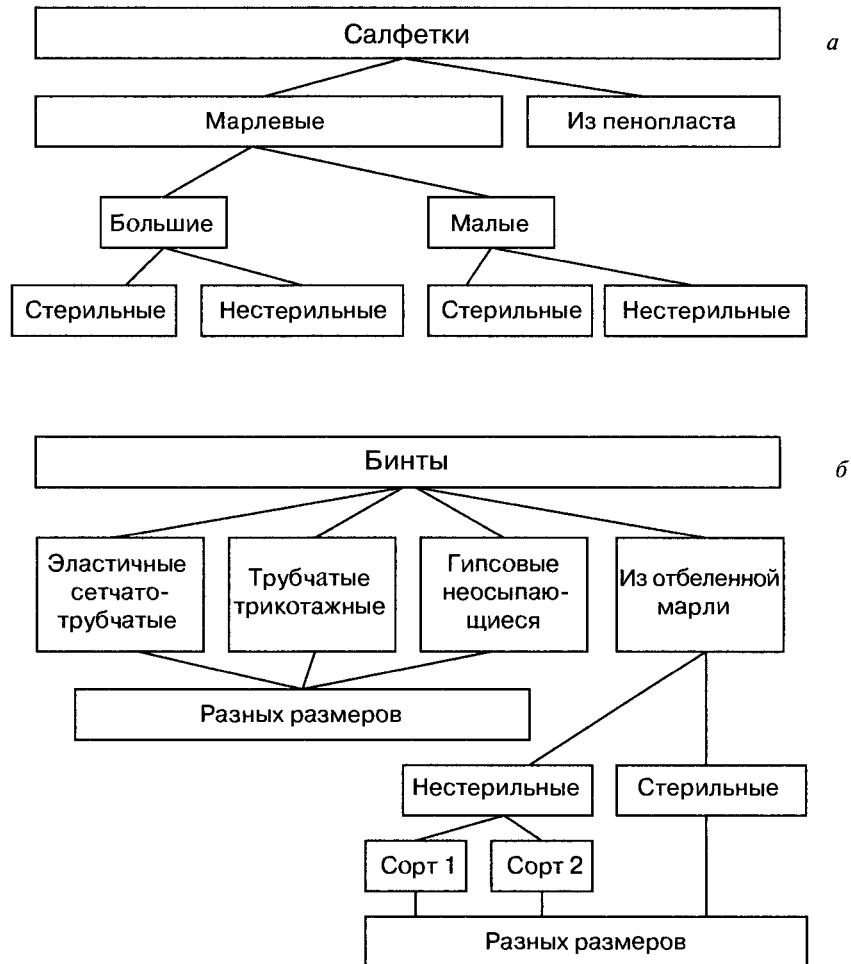 Салфетки
а
Марлевые
Из пенопласта
Большие
Малые
Стерильные
Нестерильные
Стерильные
Нестерильные
Бинты
б
Эластичные
сетчато-
трубчатые
Трубчатые
трикотажные
Гипсовые
неосыпаю-
щиеся
Из отбеленной
марли
Разных размеров
Нестерильные
Стерильные
Сорт 1
Сорт 2
Разных размеров